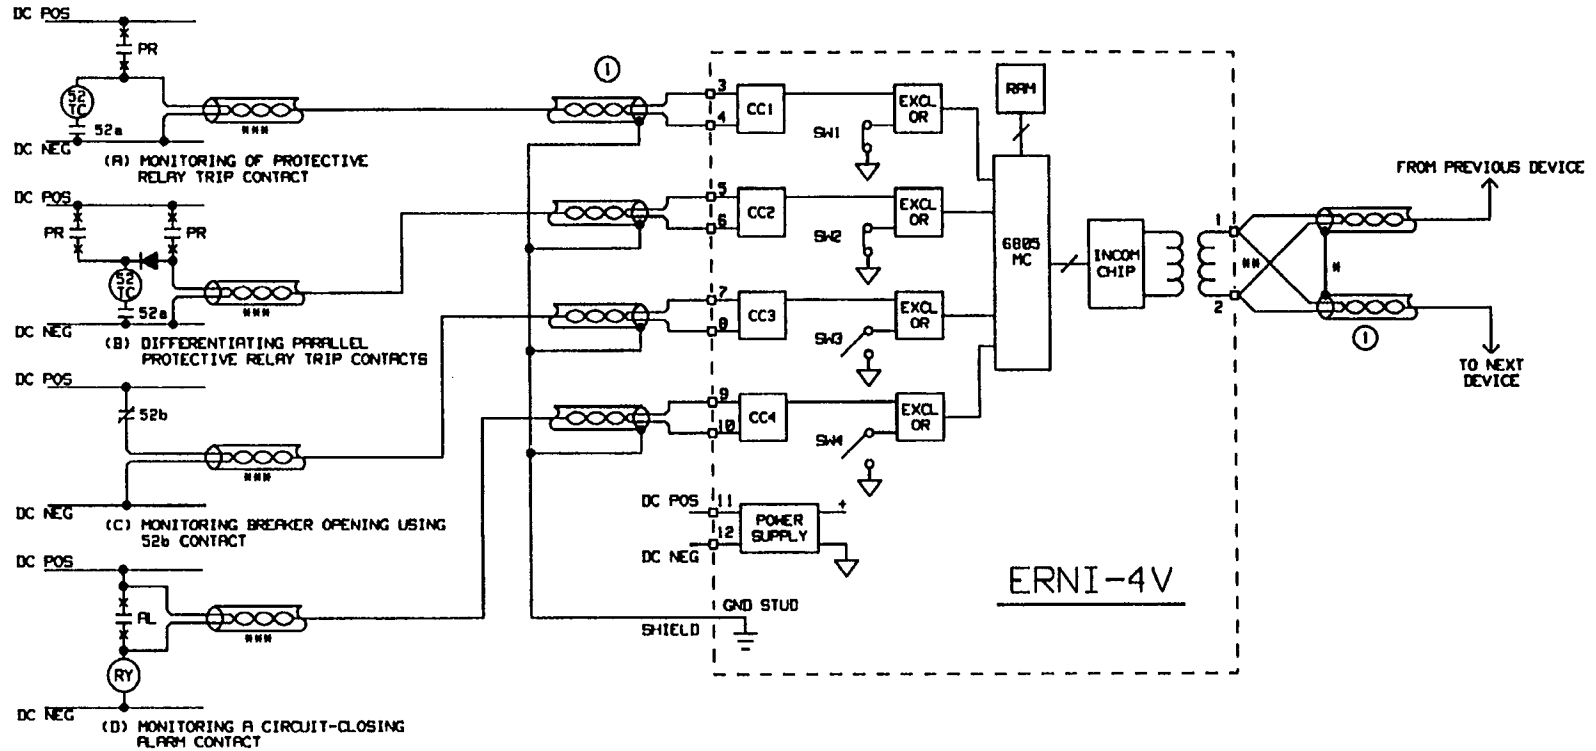 DC POS
PR
52
TC
52a
DC NEG
(A) MONITORING OF PROTECTIVE
RELAY TRIP CONTACT
***
DC POS
PR
PR
52
TC
52a
DC NEG
(B) DIFFERENTIATING PARALLEL
PROTECTIVE RELAY TRIP CONTACTS
***
DC POS
52b
DC NEG
(C) MONITORING BREAKER OPENING USING
52b CONTACT
***
DC POS
AL
RY
DC NEG
(D) MONITORING A CIRCUIT-CLOSING
ALARM CONTACT
***
1
3
4
CC1
EXCL
OR
SW1
5
6
CC2
EXCL
OR
SW2
7
8
CC3
EXCL
OR
SW3
9
10
CC4
EXCL
OR
SW4
DC POS
11
12
DC NEG
POWER
SUPPLY
+
GND STUD
SHIELD
RAM
6805
MC
INCOM
CHIP
1
2
**
*
1
FROM PREVIOUS DEVICE
TO NEXT
DEVICE
ERNI-4V